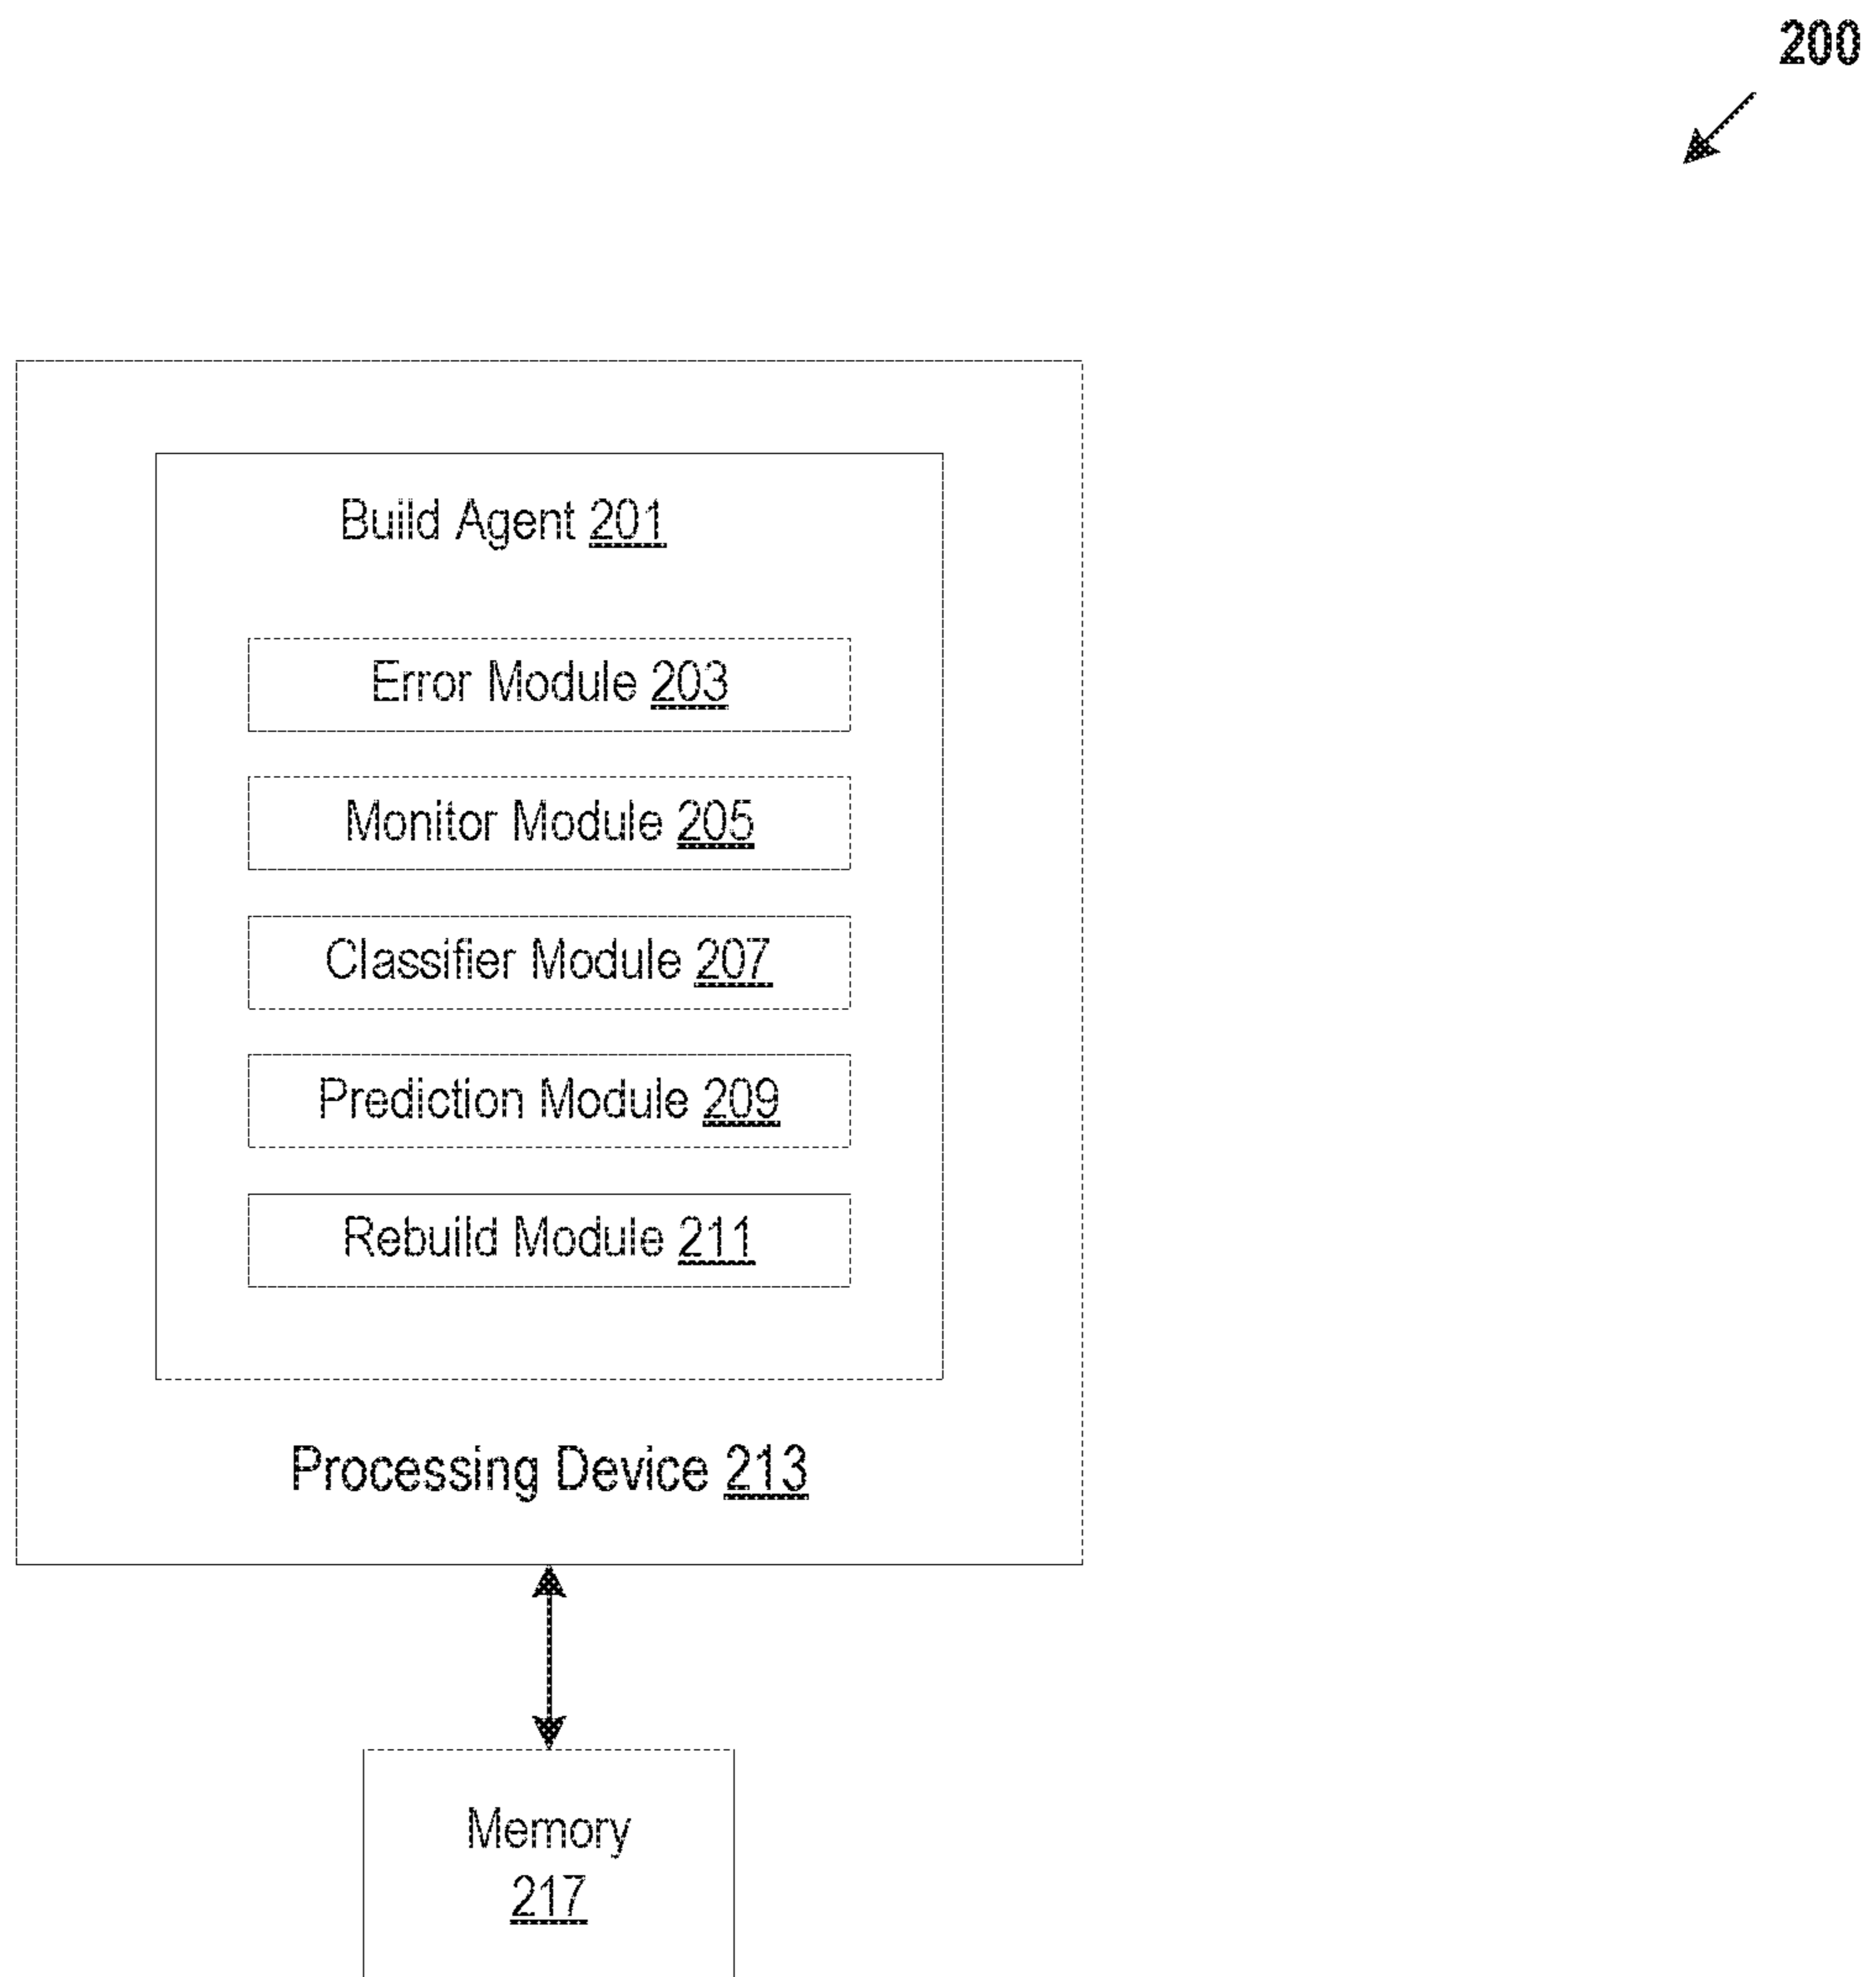 200
Build Agent 201
Error Module 203
Monitor Module 205
Classifier Module 207
Prediction Module 209
Rebuild Module 211
Processing Device 213
Memory
217